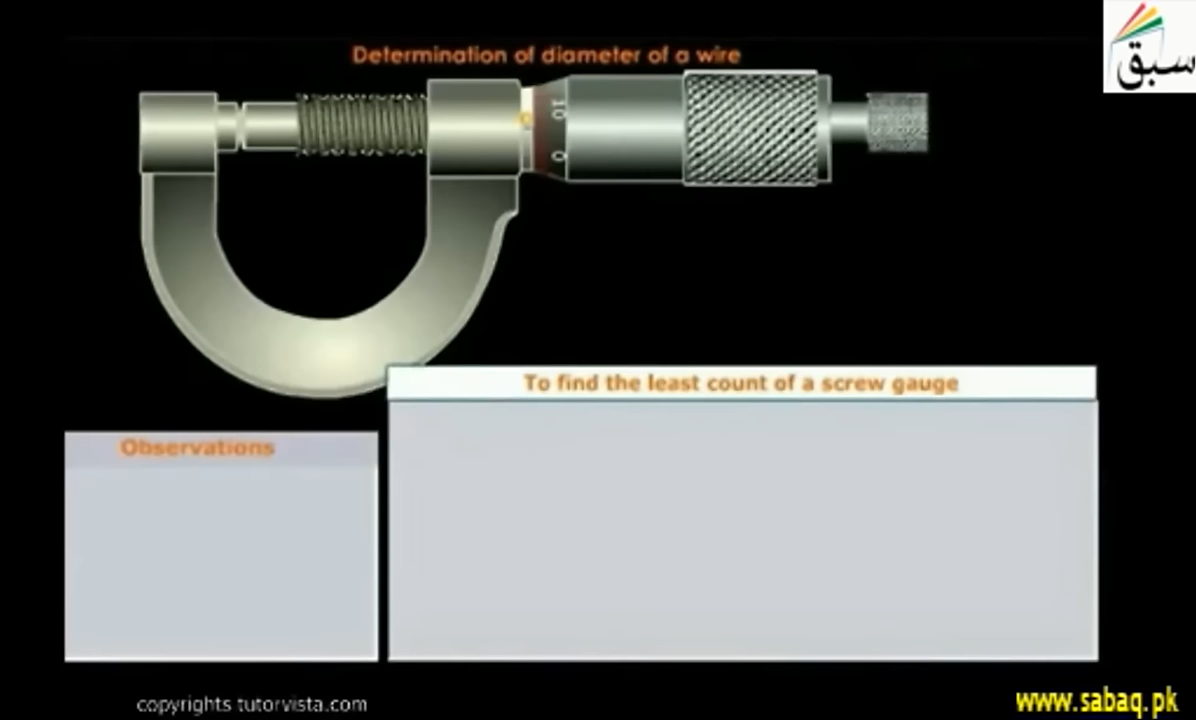 سبق
Determination of diameter of a wire
10
0
0
To find the least count of a screw gauge
Observations
copyrights tutorvista.com
www.sabaq.pk